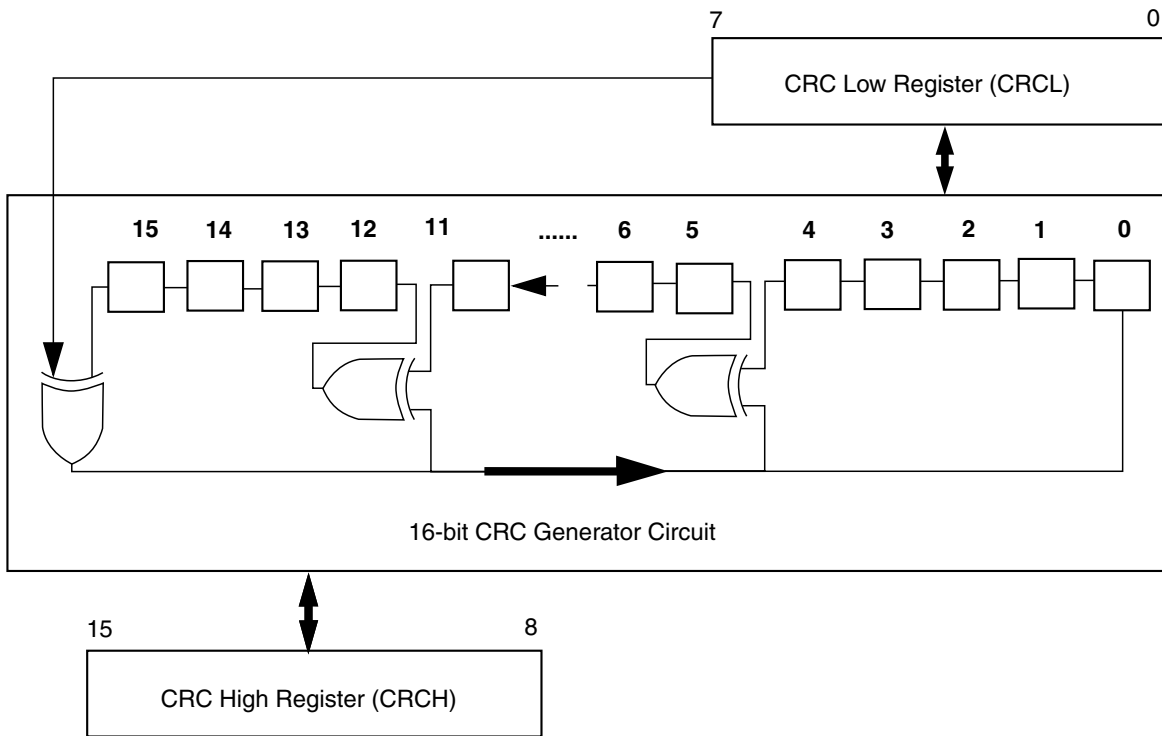 7 0
CRC Low Register (CRCL)
15 14 13 12 11 ...... 6 5 4 3 2 1 0
16-bit CRC Generator Circuit
15 8
CRC High Register (CRCH)